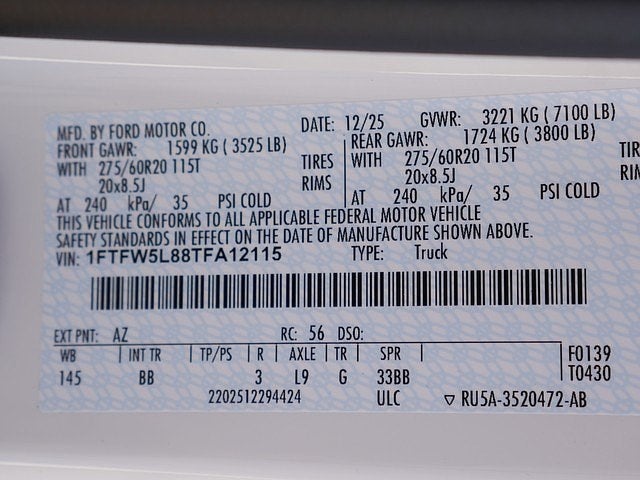 MFD. BY FORD MOTOR CO. DATE: 12/25 GVWR: 3221 KG ( 7100 LB)
FRONT GAWR: 1599 KG ( 3525 LB) REAR GAWR: 1724 KG ( 3800 LB)
WITH 275/60R20 115T TIRES WITH 275/60R20 115T TIR
20x8.5J RIMS 20x8.5J RIM
AT 240 kPa/ 35 PSI COLD AT 240 kPa/ 35 PSI COLD
THIS VEHICLE CONFORMS TO ALL APPLICABLE FEDERAL MOTOR VEHICLE
SAFETY STANDARDS IN EFFECT ON THE DATE OF MANUFACTURE SHOWN ABOVE.
VIN: 1FTFW5L88TFA12115 TYPE: Truck
EXT PNT: AZ RC: 56 DSO:
WB INT TR TP/PS R AXLE TR SPR F0139
145 BB 3 L9 G 33BB T0430
2202512294424 ULC ▽ RU5A-3520472-AB